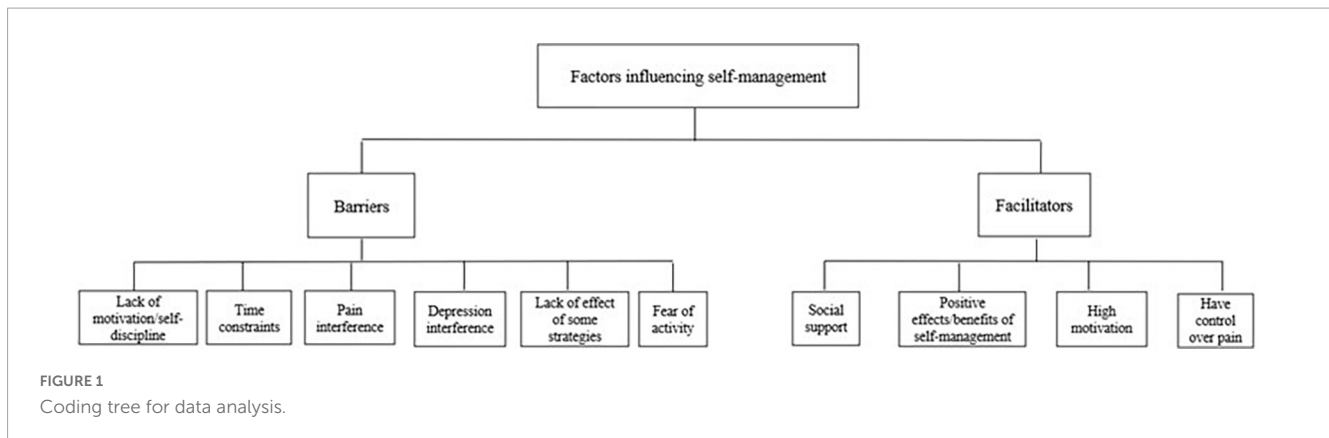 Factors influencing self-management
Barriers
Facilitators
Lack of
motivation/self-
discipline
Time
constraints
Pain
interference
Depression
interference
Lack of effect
of some
strategies
Fear of
activity
Social
support
Positive
effects/benefits of
self-management
High
motivation
Have
control
over pain
FIGURE 1
Coding tree for data analysis.